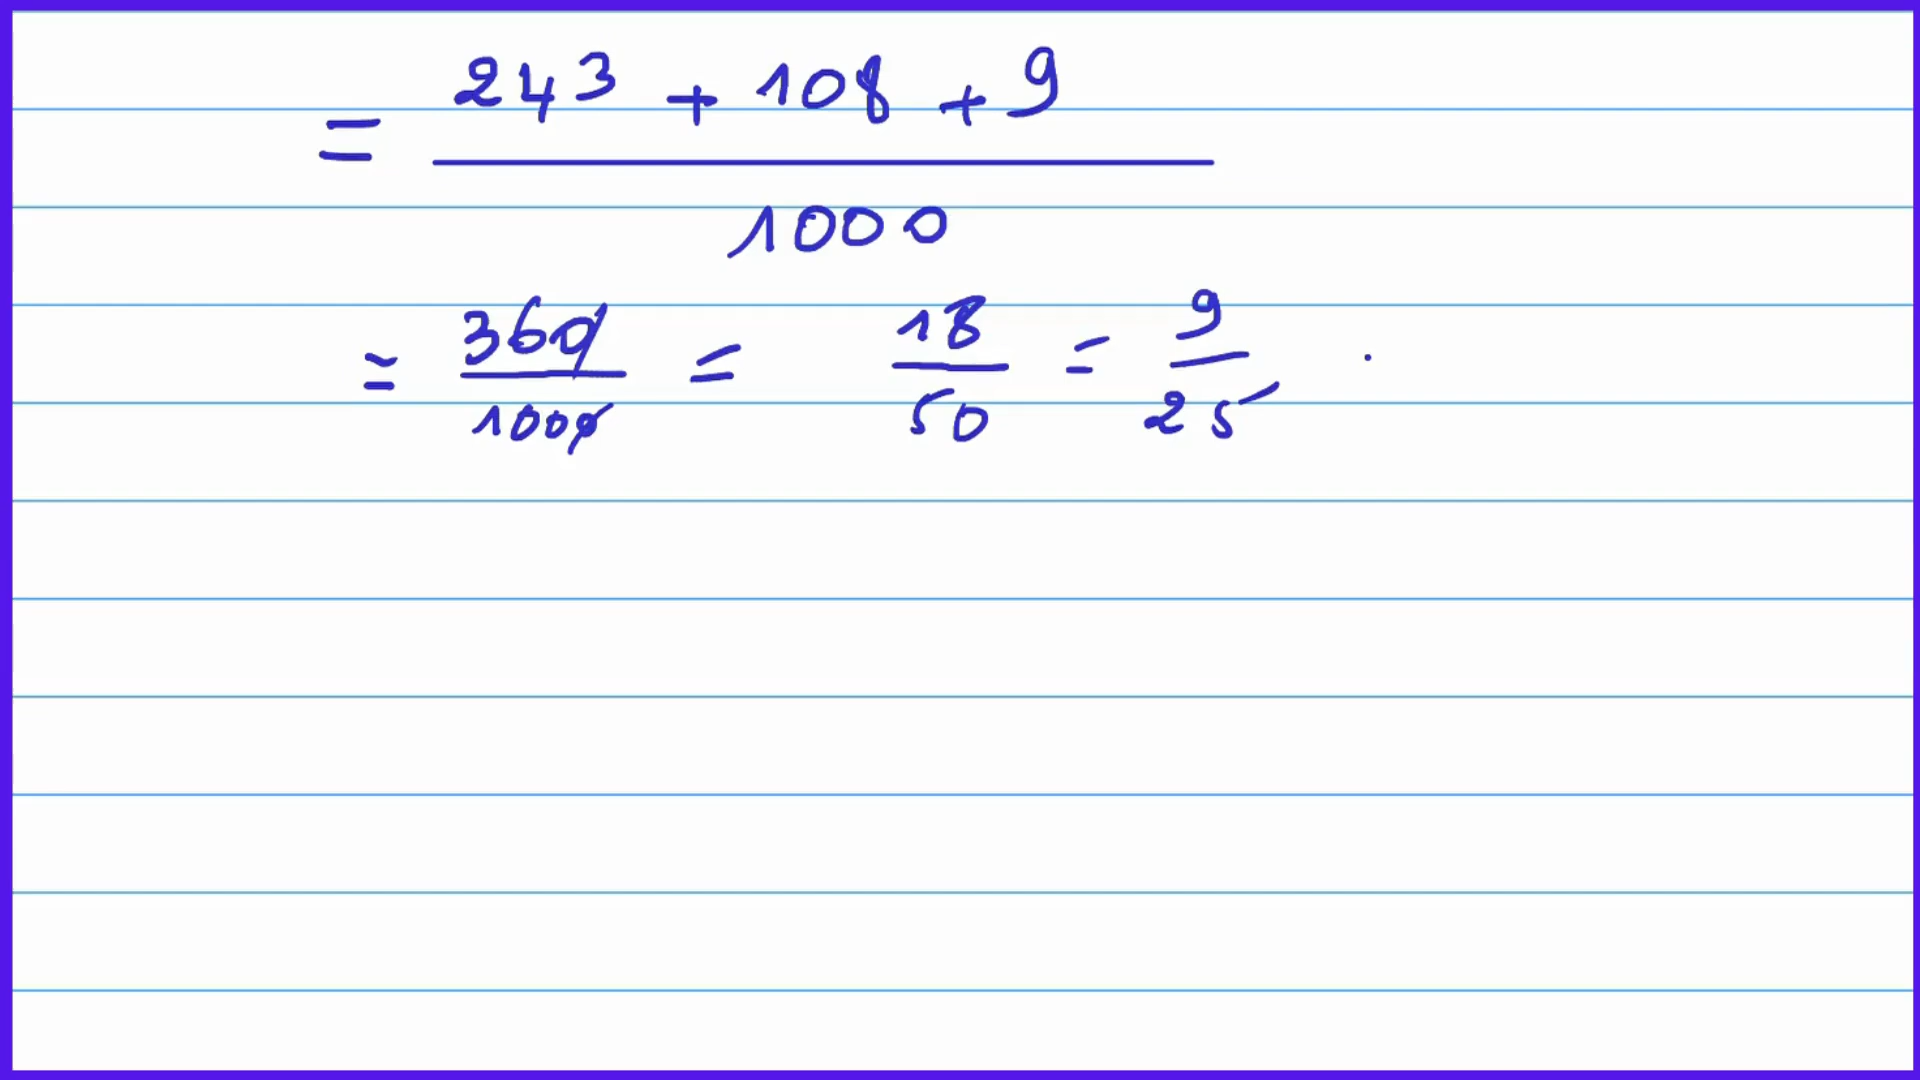 = (243 + 108 + 9) / 1000
= 360/1000 = 18/50 = 9/25 .